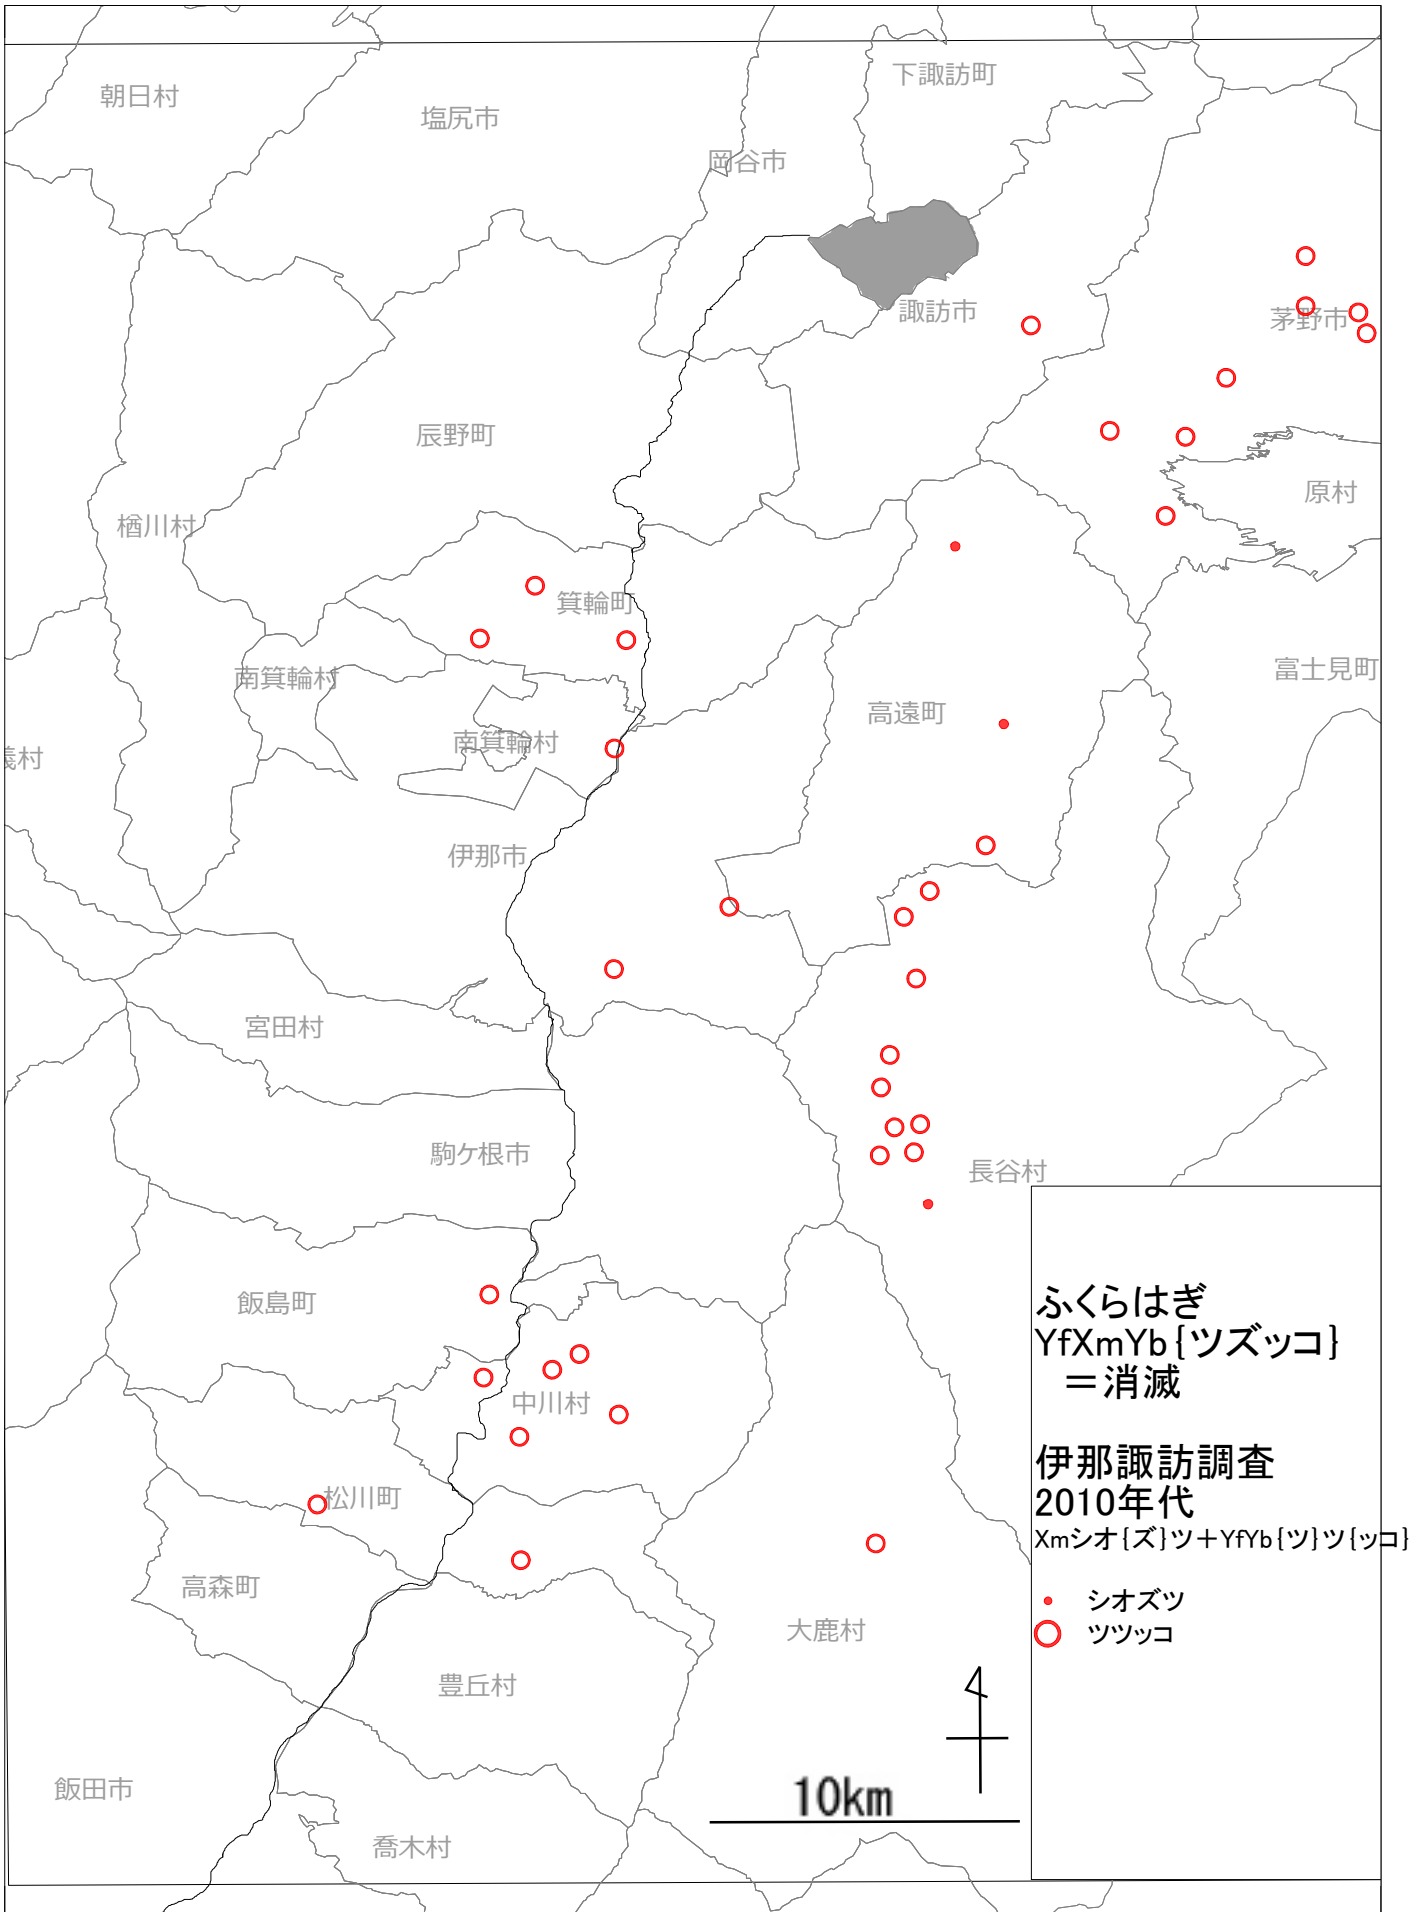 下諏訪町
朝日村
塩尻市
岡谷市
諏訪市
茅野市
辰野町
原村
楢川村
箕輪町
南箕輪村
富士見町
高遠町
南箕輪村
義村
伊那市
宮田村
駒ケ根市
長谷村
飯島町
中川村
松川町
高森町
大鹿村
豊丘村
飯田市
喬木村
10km
ふくらはぎ
YfXmYb{ツズッコ}
＝消滅
伊那諏訪調査
2010年代
Xmシオ{ズ}ツ＋YfYb{ツ}ツ{ッコ}
シオズツ
ツツッコ